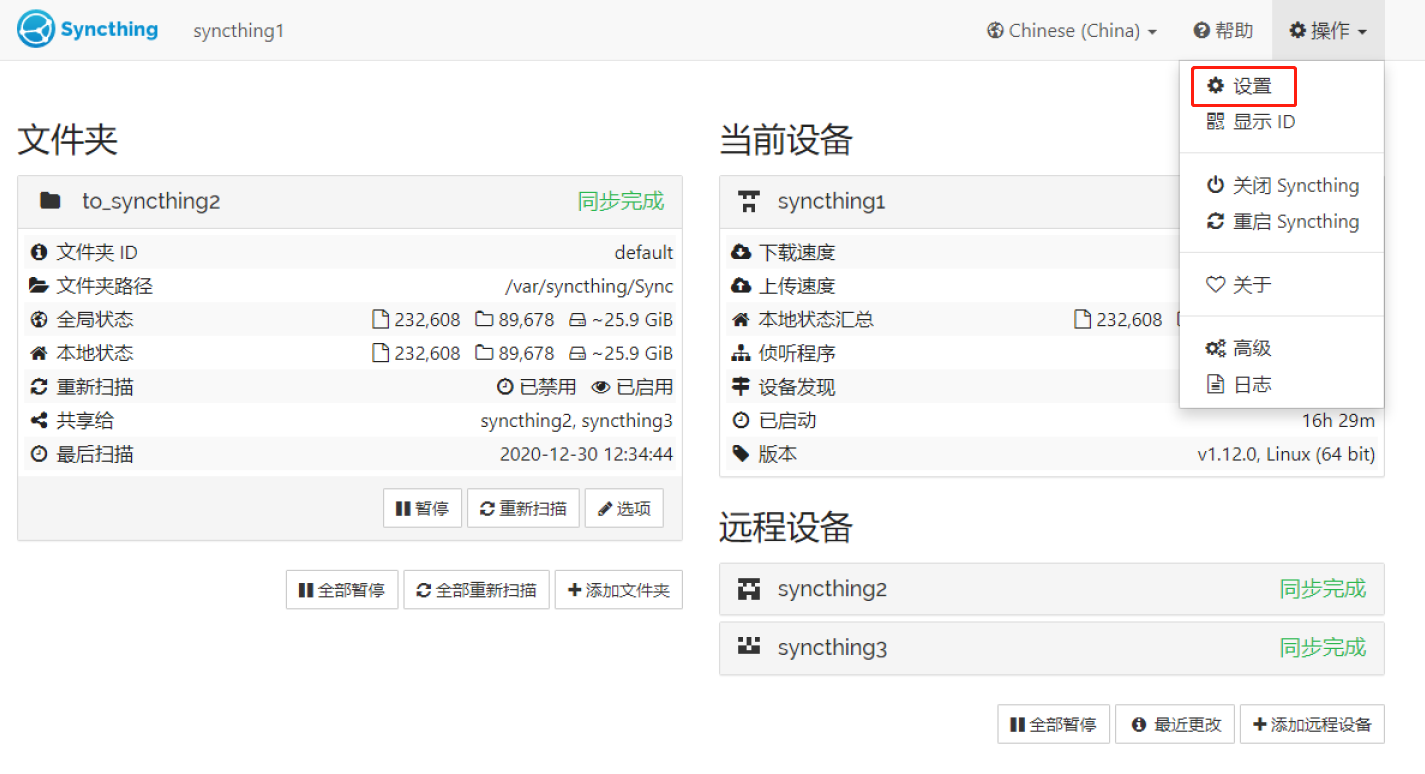 Syncthing syncthing1 Chinese (China) 帮助 操作
设置
显示 ID
关闭 Syncthing
重启 Syncthing
关于
高级
日志
文件夹
to_syncthing2 同步完成
文件夹 ID default
文件夹路径 /var/syncthing/Sync
全局状态 232,608 89,678 ~25.9 GiB
本地状态 232,608 89,678 ~25.9 GiB
重新扫描 已禁用 已启用
共享给 syncthing2, syncthing3
最后扫描 2020-12-30 12:34:44
暂停 重新扫描 选项
全部暂停 全部重新扫描 添加文件夹
当前设备
syncthing1
下载速度
上传速度
本地状态汇总 232,608
侦听程序
设备发现
已启动 16h 29m
版本 v1.12.0, Linux (64 bit)
远程设备
syncthing2 同步完成
syncthing3 同步完成
全部暂停 最近更改 添加远程设备